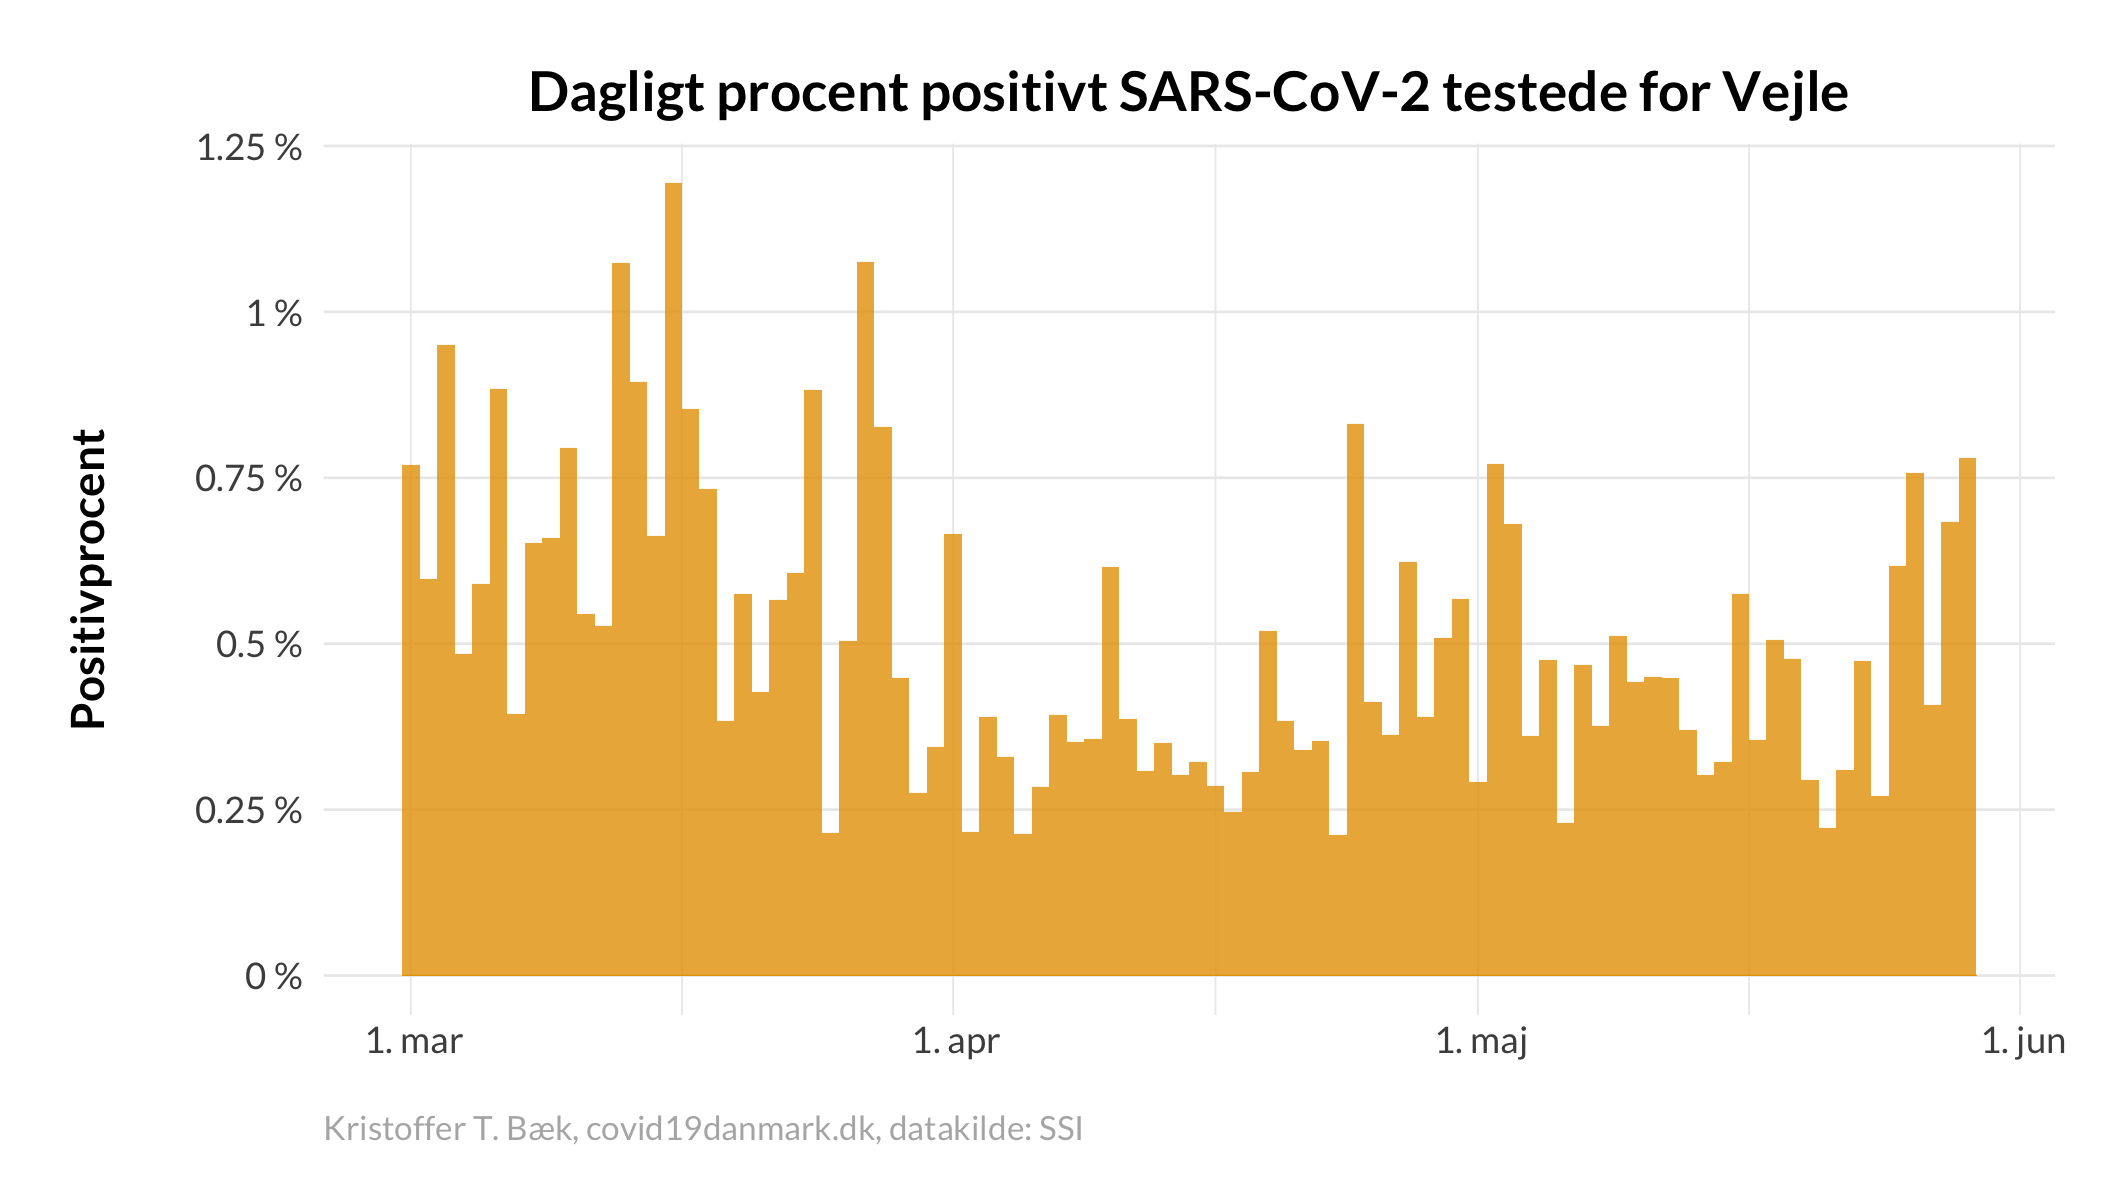 Dagligt procent positivt SARS-CoV-2 testede for Vejle
Positivprocent
1.25 %
1 %
0.75 %
0.5 %
0.25 %
0 %
1. mar
1. apr
1. maj
1. jun
Kristoffer T. Bæk, covid19danmark.dk, datakilde: SSI